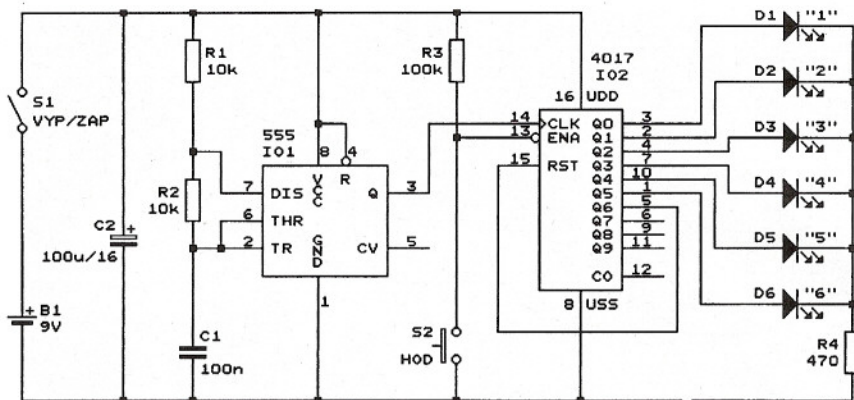 S1
VYP/ZAP
B1
9V
+
C2
+
100u/16
R1
10k
R2
10k
C1
100n
555
IO1
7
6
2
DIS
THR
TR
8
4
VCC
R
GND
Q
CV
3
5
1
R3
100k
S2
HOD
4017
IO2
16 UDD
14
13
15
CLK
ENA
RST
Q0
Q1
Q2
Q3
Q4
Q5
Q6
Q7
Q8
Q9
CO
3
2
4
7
10
1
5
6
9
11
12
8 USS
D1 "1"
D2 "2"
D3 "3"
D4 "4"
D5 "5"
D6 "6"
R4
470